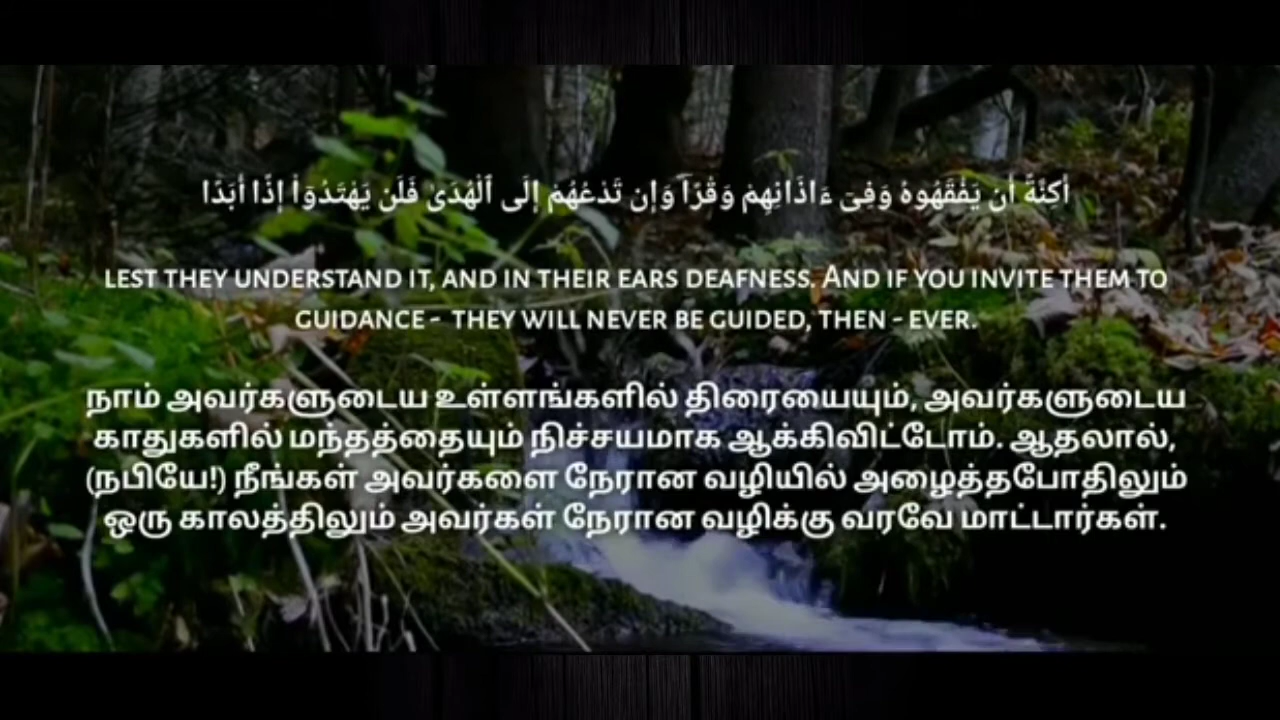 أَكِنَّةً أَن يَفْقَهُوهُ وَفِىٓ ءَاذَانِهِمْ وَقْرًا ۖ وَإِن تَدْعُهُمْ إِلَى ٱلْهُدَىٰ فَلَن يَهْتَدُوٓا۟ إِذًا أَبَدًا
LEST THEY UNDERSTAND IT, AND IN THEIR EARS DEAFNESS. AND IF YOU INVITE THEM TO
GUIDANCE - THEY WILL NEVER BE GUIDED, THEN - EVER.
நாம் அவர்களுடைய உள்ளங்களில் திரையையும், அவர்களுடைய
காதுகளில் மந்தத்தையும் நிச்சயமாக ஆக்கிவிட்டோம். ஆதலால்,
(நபியே!) நீங்கள் அவர்களை நேரான வழியில் அழைத்தபோதிலும்
ஒரு காலத்திலும் அவர்கள் நேரான வழிக்கு வரவே மாட்டார்கள்.